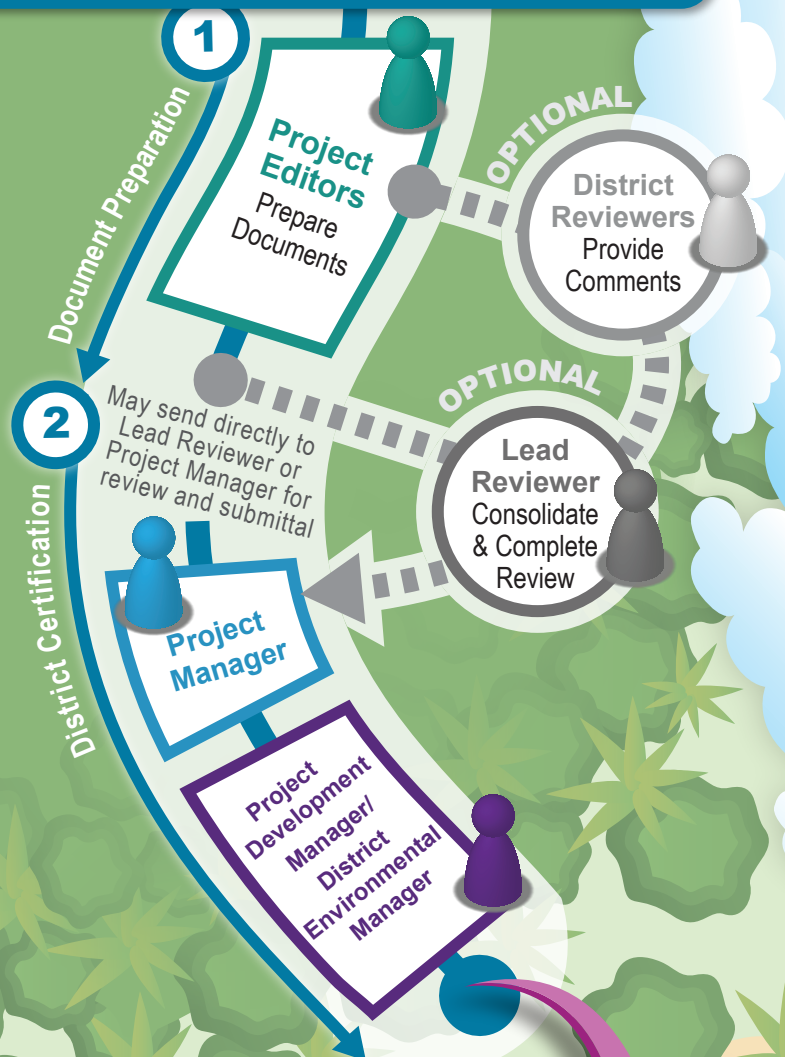 1
Document Preparation
Project
Editors
Prepare
Documents
OPTIONAL
District
Reviewers
Provide
Comments
2
District Certification
May send directly to
Lead Reviewer or
Project Manager for
review and submittal
OPTIONAL
Lead
Reviewer
Consolidate
& Complete
Review
Project
Manager
Project
Development
Manager/
District
Environmental
Manager